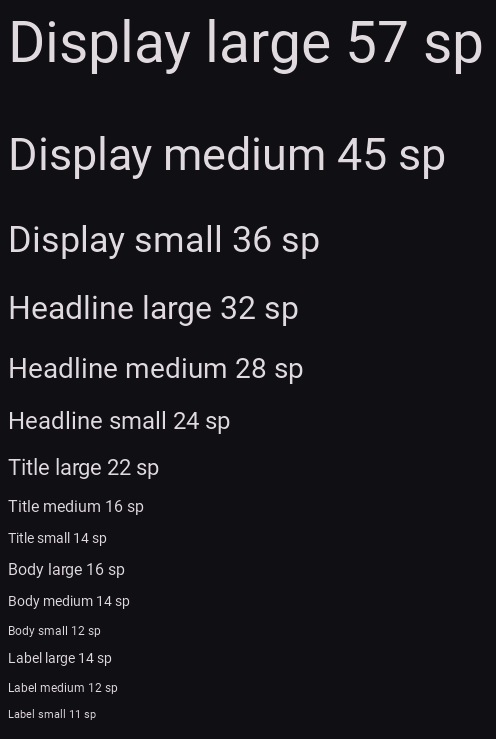 Display large 57 sp
Display medium 45 sp
Display small 36 sp
Headline large 32 sp
Headline medium 28 sp
Headline small 24 sp
Title large 22 sp
Title medium 16 sp
Title small 14 sp
Body large 16 sp
Body medium 14 sp
Body small 12 sp
Label large 14 sp
Label medium 12 sp
Label small 11 sp